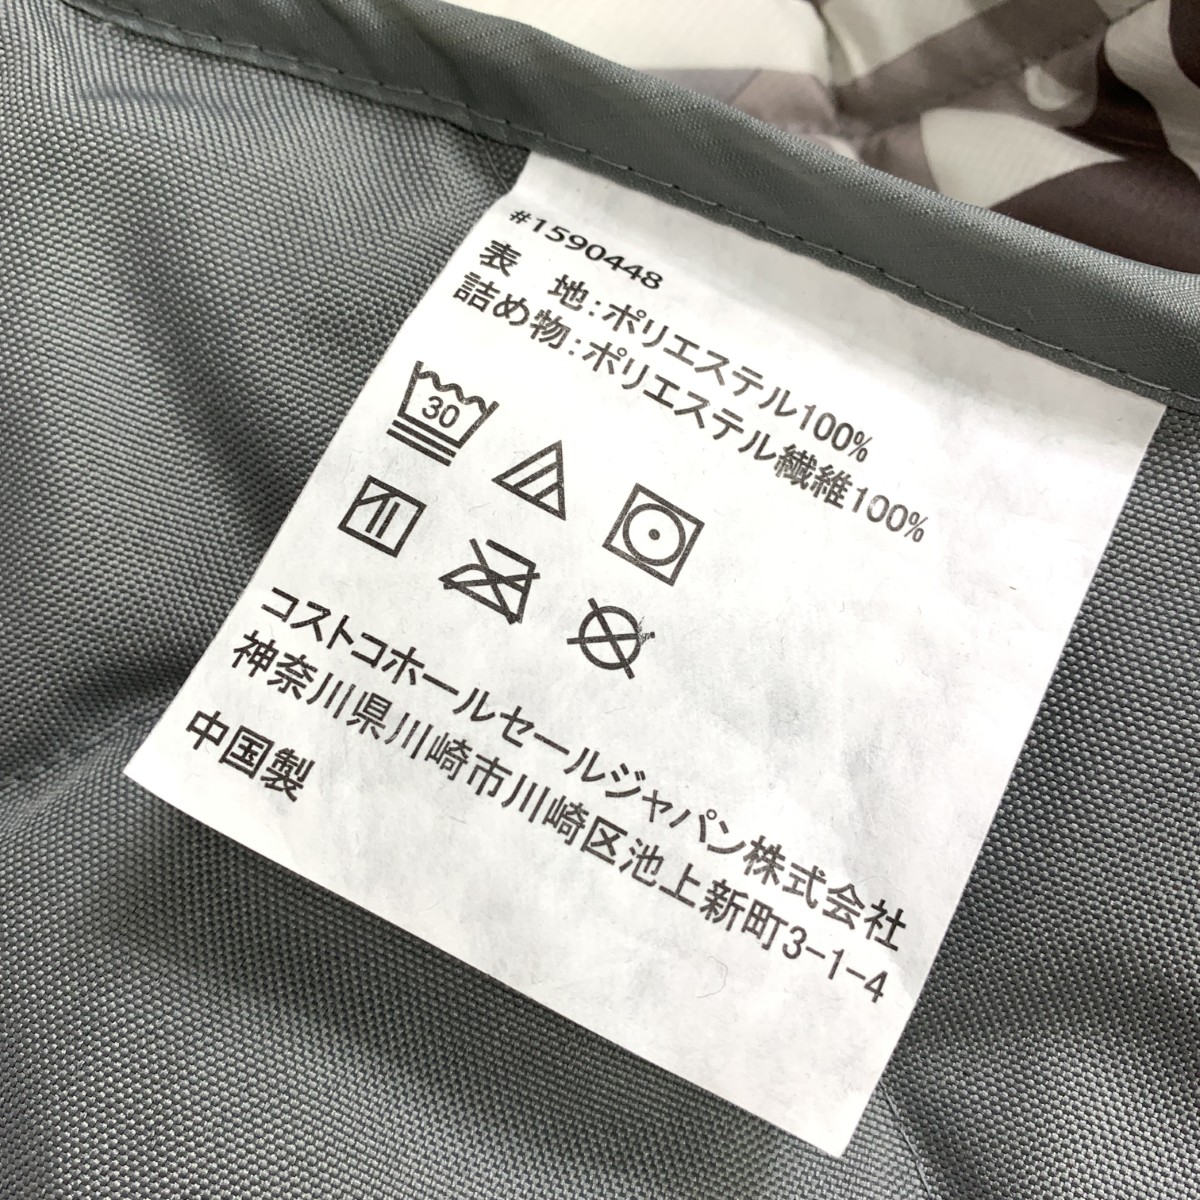 #1590448
表　地：ポリエステル100%
詰め物：ポリエステル繊維100%
30
コストコホールセールジャパン株式会社
神奈川県川崎市川崎区池上新町3-1-4
中国製